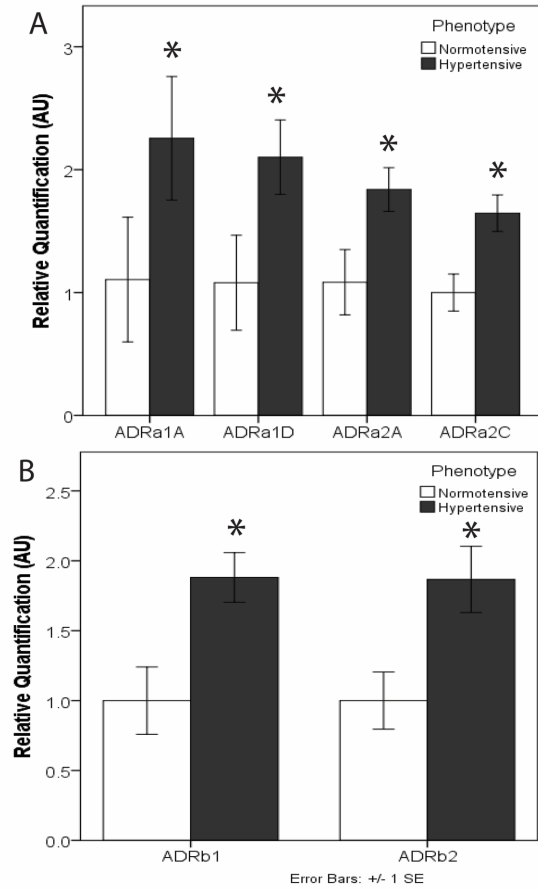 A
Phenotype
Normotensive
Hypertensive
Relative Quantification (AU)
3
2
1
0
* * * *
ADRa1A ADRa1D ADRa2A ADRa2C
B
Phenotype
Normotensive
Hypertensive
Relative Quantification (AU)
2.5
2.0
1.5
1.0
0.5
0.0
* *
ADRb1 ADRb2
Error Bars: +/- 1 SE